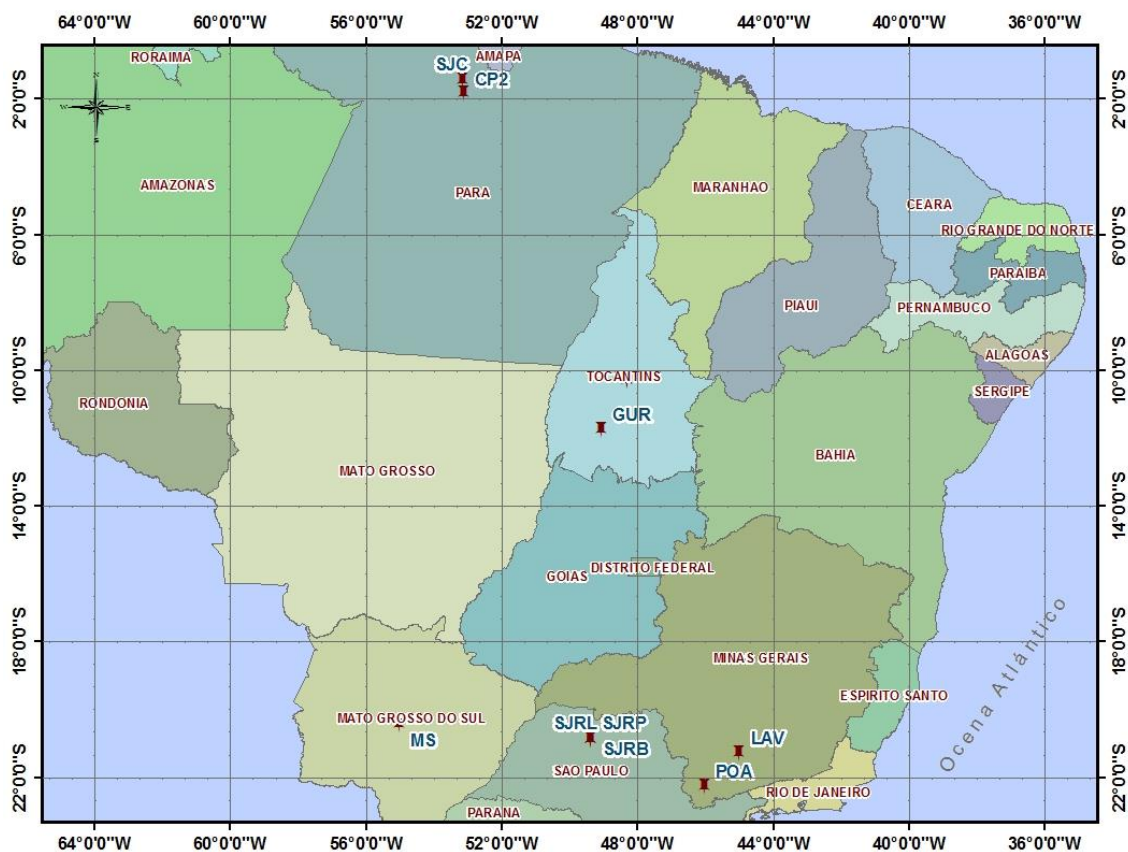 64°0'0"W 60°0'0"W 56°0'0"W 52°0'0"W 48°0'0"W 44°0'0"W 40°0'0"W 36°0'0"W
RORAIMA
AMAPA
SJC
CP2
2°0'0"S
2°0'0"S
N
W
E
S
AMAZONAS
PARA
MARANHAO
CEARA
RIO GRANDE DO NORTE
6°0'0"S
6°0'0"S
PARAIBA
PIAUI
PERNAMBUCO
ALAGOAS
10°0'0"S
10°0'0"S
TOCANTINS
SERGIPE
RONDONIA
GUR
BAHIA
MATO GROSSO
14°0'0"S
14°0'0"S
DISTRITO FEDERAL
GOIAS
18°0'0"S
18°0'0"S
MINAS GERAIS
ESPIRITO SANTO
Ocena Atlántico
MATO GROSSO DO SUL
MS
SJRL SJRP
SJRB
LAV
SAO PAULO
POA
22°0'0"S
22°0'0"S
RIO DE JANEIRO
PARANA
64°0'0"W 60°0'0"W 56°0'0"W 52°0'0"W 48°0'0"W 44°0'0"W 40°0'0"W 36°0'0"W